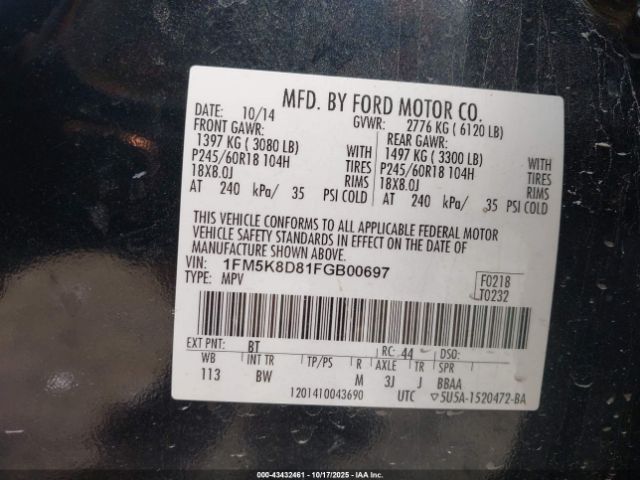 MFD. BY FORD MOTOR CO.
DATE: 10/14 GVWR: 2776 KG ( 6120 LB)
FRONT GAWR: REAR GAWR:
1397 KG ( 3080 LB) WITH 1497 KG ( 3300 LB) WITH
P245/60R18 104H TIRES P245/60R18 104H TIRES
18X8.0J RIMS 18X8.0J RIMS
AT 240 kPa/ 35 PSI COLD AT 240 kPa/ 35 PSI COLD
THIS VEHICLE CONFORMS TO ALL APPLICABLE FEDERAL MOTOR
VEHICLE SAFETY STANDARDS IN EFFECT ON THE DATE OF
MANUFACTURE SHOWN ABOVE.
VIN: 1FM5K8D81FGB00697
TYPE: MPV
F0218
T0232
EXT PNT: BT RC: 44 DSO:
WB INT TR TP/PS R AXLE TR SPR
113 BW M 3J J BBAA
1201410043690 UTC ▽5U5A-1520472-BA
000-43432461 - 10/17/2025 - IAA Inc.